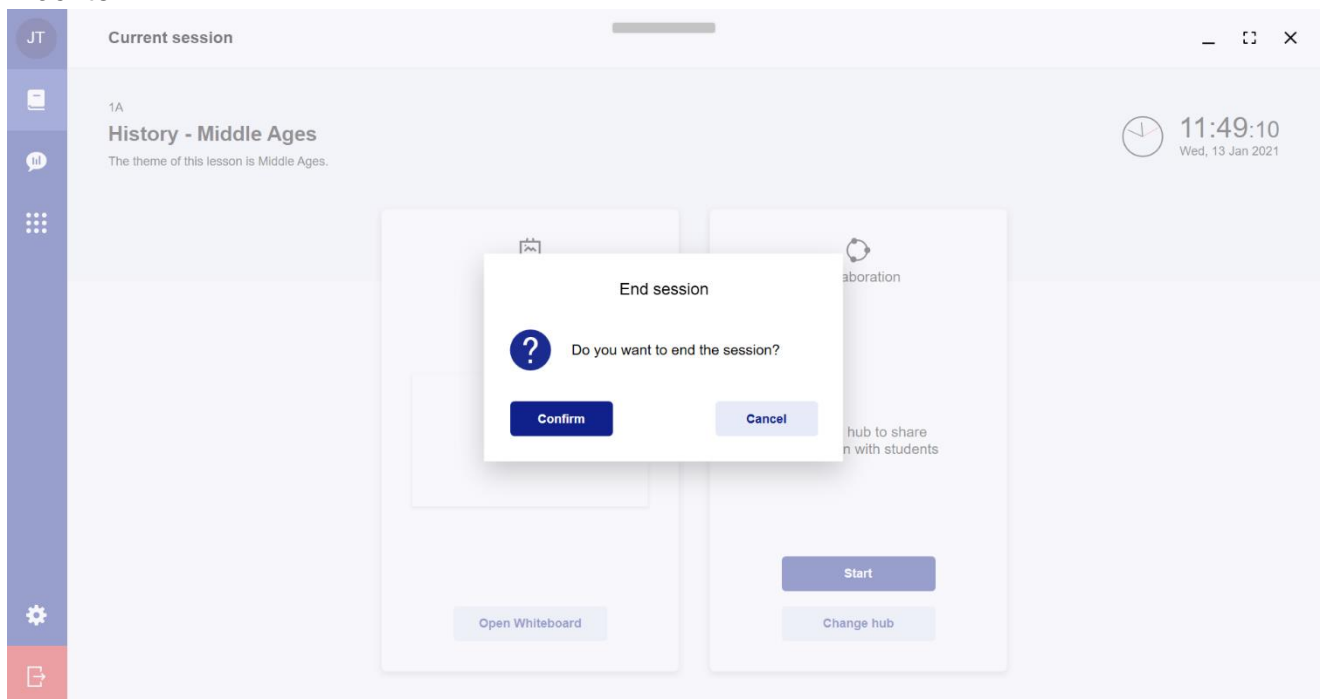 JT
Current session
1A
History - Middle Ages
The theme of this lesson is Middle Ages.
11:49:10
Wed, 13 Jan 2021
aboration
End session
Do you want to end the session?
Confirm
Cancel
hub to share
with students
Start
Open Whiteboard
Change hub